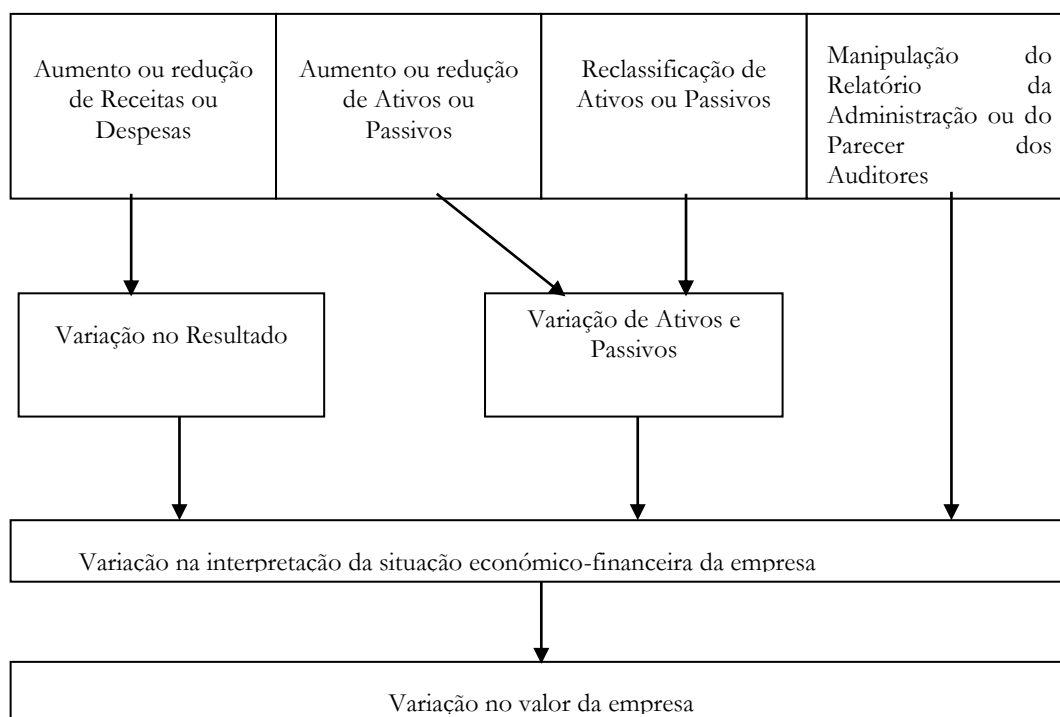 Aumento ou redução
de Receitas ou
Despesas
Aumento ou redução
de Ativos ou
Passivos
Reclassificação de
Ativos ou Passivos
Manipulação do
Relatório da
Administração ou do
Parecer dos
Auditores
Variação no Resultado
Variação de Ativos e
Passivos
Variação na interpretação da situação económico-financeira da empresa
Variação no valor da empresa